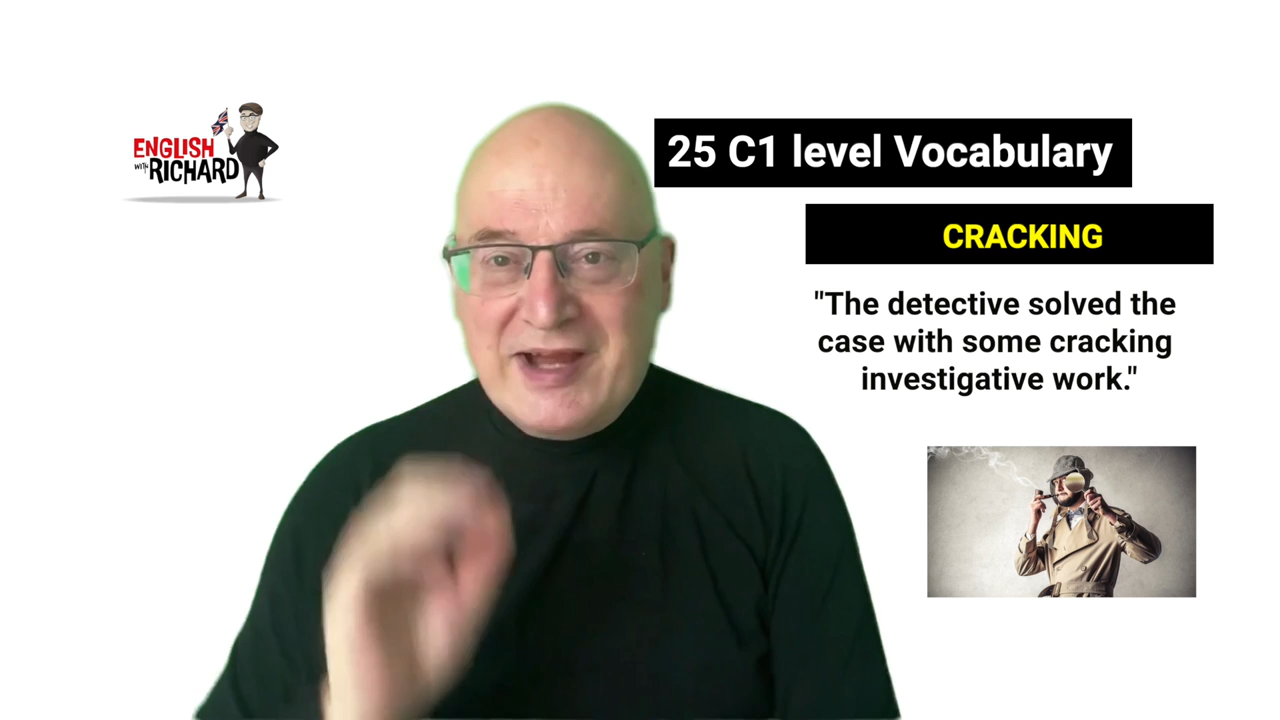 ENGLISH
WITH RICHARD
25 C1 level Vocabulary
CRACKING
"The detective solved the
case with some cracking
investigative work."